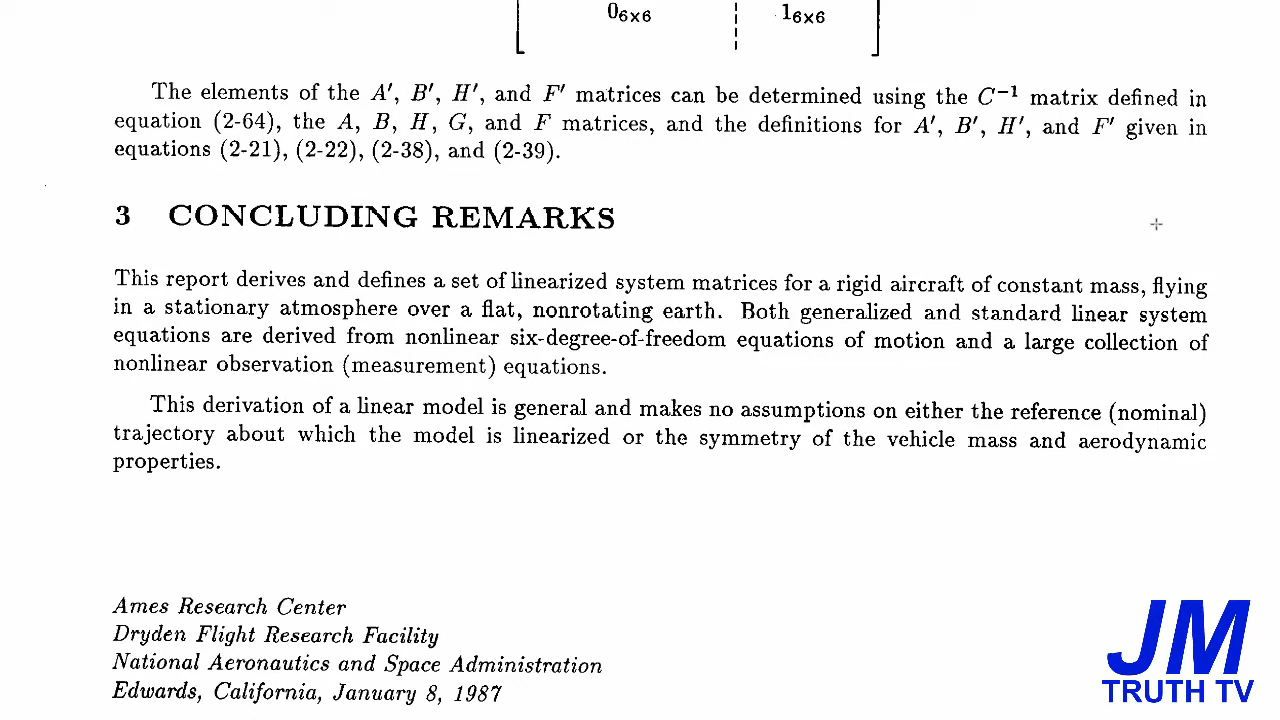 0₆ₓ₆ 1₆ₓ₆
The elements of the A′, B′, H′, and F′ matrices can be determined using the C⁻¹ matrix defined in
equation (2-64), the A, B, H, G, and F matrices, and the definitions for A′, B′, H′, and F′ given in
equations (2-21), (2-22), (2-38), and (2-39).
3 CONCLUDING REMARKS
This report derives and defines a set of linearized system matrices for a rigid aircraft of constant mass, flying
in a stationary atmosphere over a flat, nonrotating earth. Both generalized and standard linear system
equations are derived from nonlinear six-degree-of-freedom equations of motion and a large collection of
nonlinear observation (measurement) equations.
This derivation of a linear model is general and makes no assumptions on either the reference (nominal)
trajectory about which the model is linearized or the symmetry of the vehicle mass and aerodynamic
properties.
Ames Research Center
Dryden Flight Research Facility
National Aeronautics and Space Administration
Edwards, California, January 8, 1987
JM
TRUTH TV